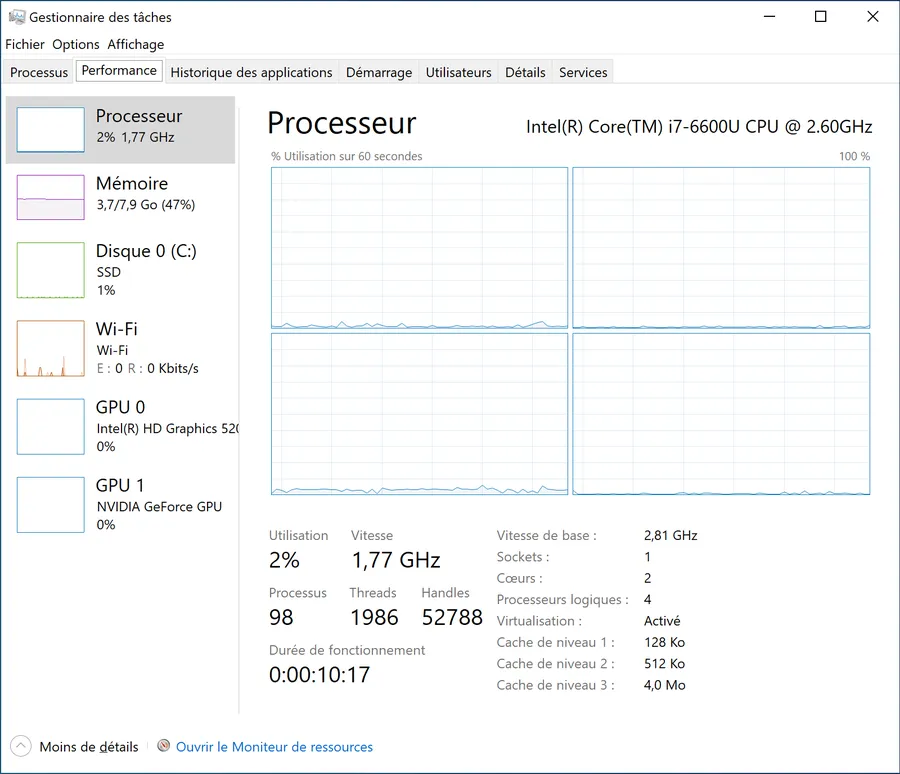 Gestionnaire des tâches
Fichier Options Affichage
Processus Performance Historique des applications Démarrage Utilisateurs Détails Services
Processeur
2% 1,77 GHz
Mémoire
3,7/7,9 Go (47%)
Disque 0 (C:)
SSD
1%
Wi-Fi
Wi-Fi
E : 0 R : 0 Kbits/s
GPU 0
Intel(R) HD Graphics 520
0%
GPU 1
NVIDIA GeForce GPU
0%
Processeur
Intel(R) Core(TM) i7-6600U CPU @ 2.60GHz
% Utilisation sur 60 secondes
100 %
Utilisation Vitesse
2% 1,77 GHz
Processus Threads Handles
98 1986 52788
Durée de fonctionnement
0:00:10:17
Vitesse de base : 2,81 GHz
Sockets : 1
Cœurs : 2
Processeurs logiques : 4
Virtualisation : Activé
Cache de niveau 1 : 128 Ko
Cache de niveau 2 : 512 Ko
Cache de niveau 3 : 4,0 Mo
Moins de détails
Ouvrir le Moniteur de ressources